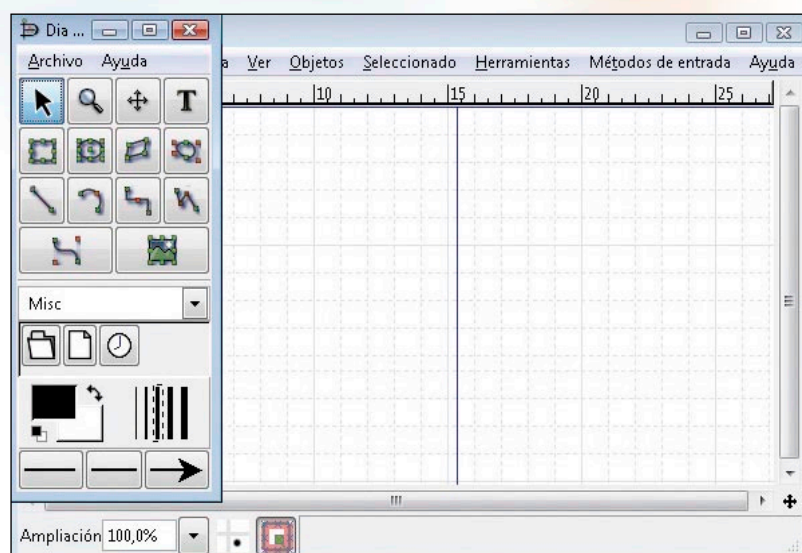 Dia ...
Archivo Ayuda
Ver Objetos Seleccionado Herramientas Métodos de entrada Ayuda
T
10 15 20 25
Misc
Ampliación 100,0%